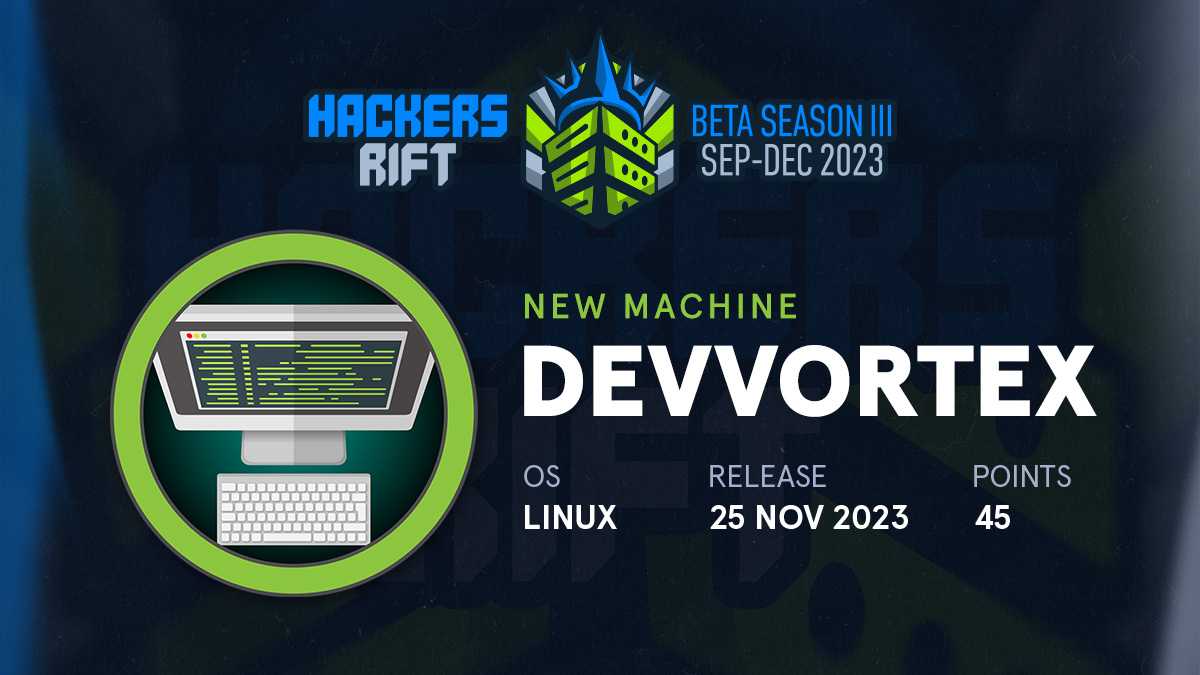 HACKERS
RIFT
BETA SEASON III
SEP-DEC 2023
NEW MACHINE
DEVVORTEX
OS
RELEASE
POINTS
LINUX
25 NOV 2023
45